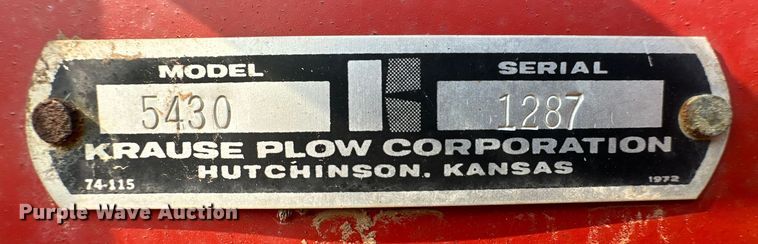 MODEL SERIAL
5430 1287
KRAUSE PLOW CORPORATION
HUTCHINSON, KANSAS
74-115 1972
Purple Wave Auction